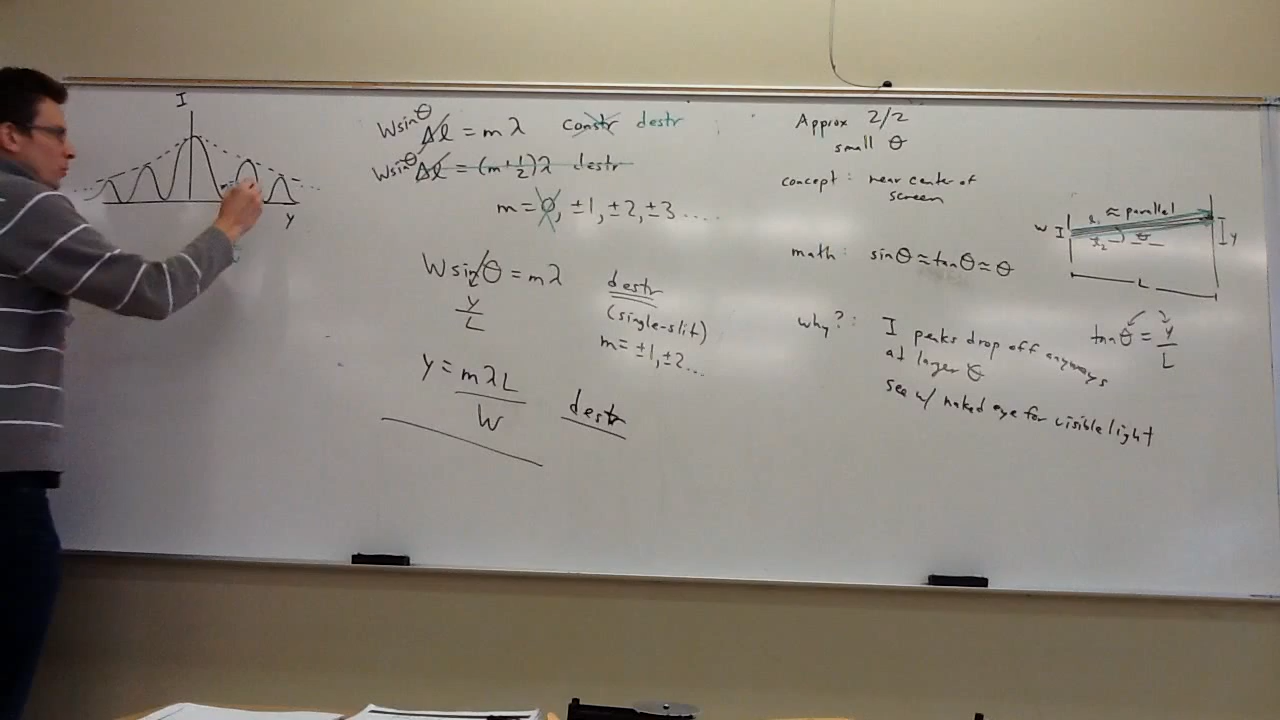 I
y
Wsinθ Δl = mλ constr destr
Wsinθ Δl = (m+1/2)λ destr
m = 0, ±1, ±2, ±3 ....
Wsinθ = mλ destr
y/L
(single-slit)
m = ±1, ±2...
y = mλL/W destr
Approx 2/2
small θ
concept: near center of
screen
math: sinθ ≈ tanθ ≈ θ
why?: I peaks drop off anyways
at larger θ
see w/ naked eye for visible light
≈ parallel
W
y
θ
L
tanθ = y/L